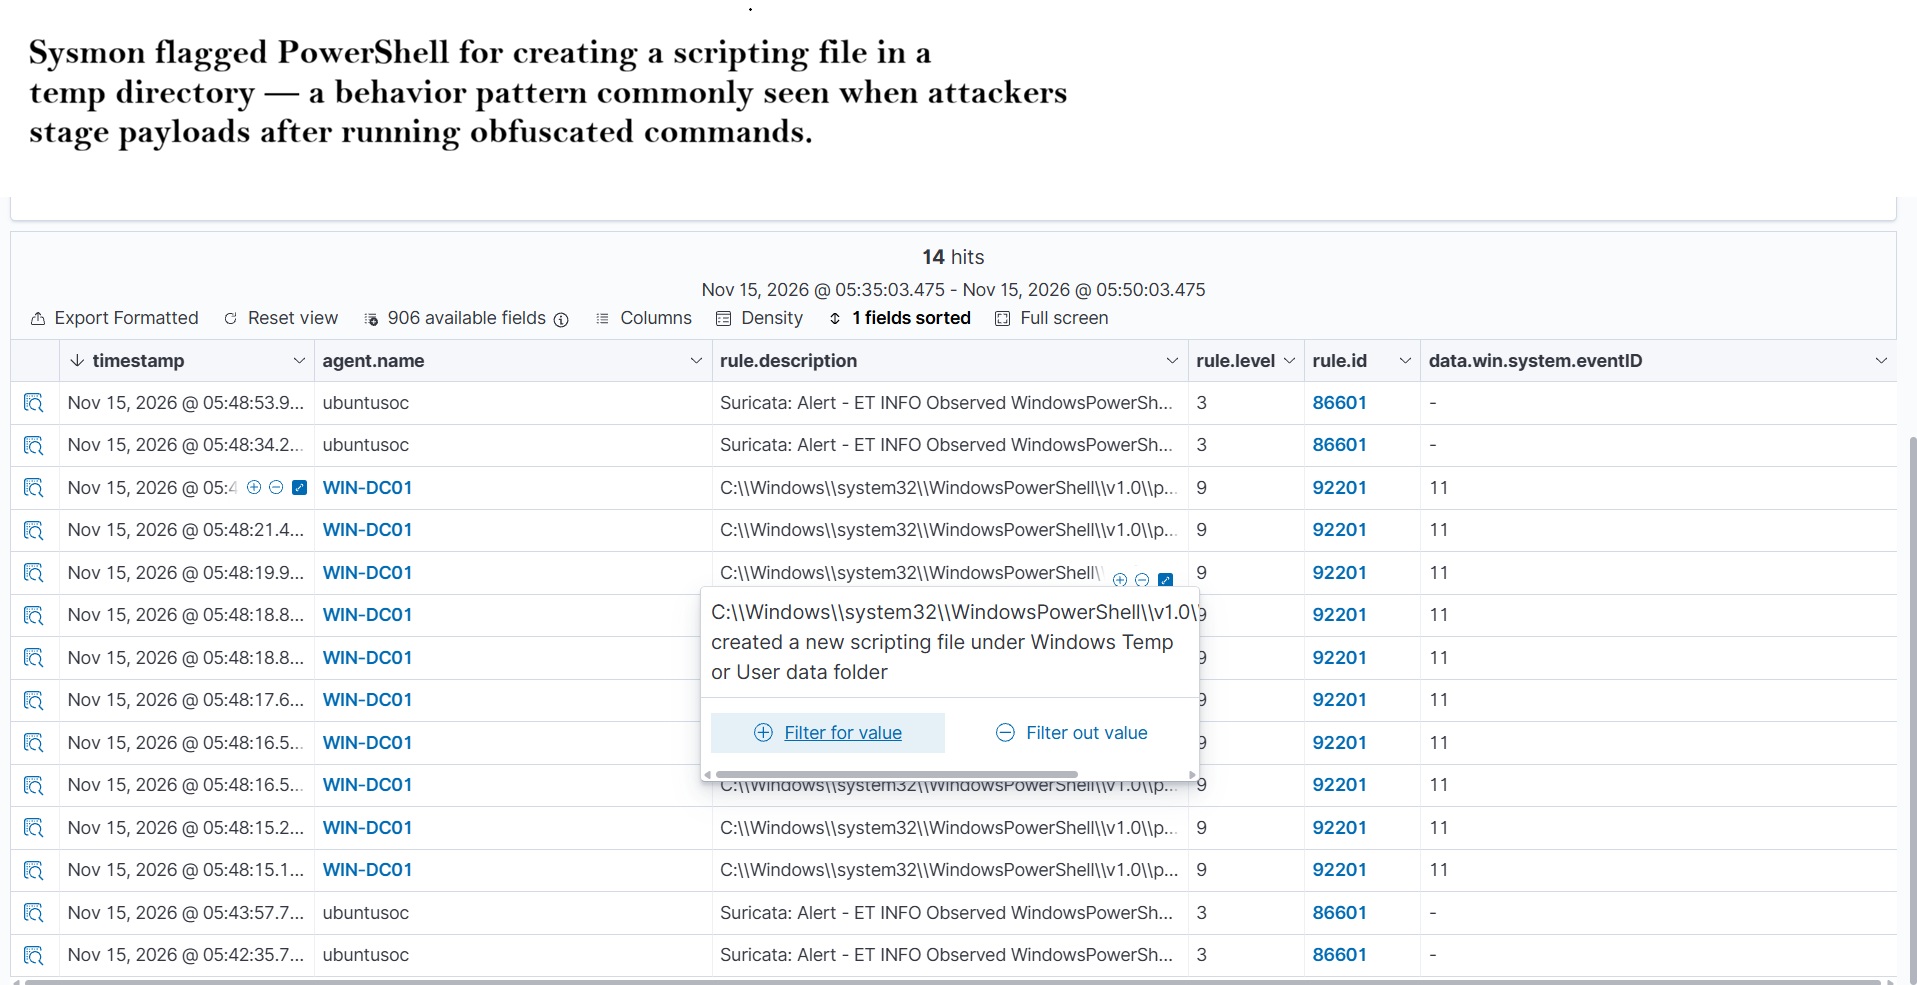 Sysmon flagged PowerShell for creating a scripting file in a
temp directory — a behavior pattern commonly seen when attackers
stage payloads after running obfuscated commands.
14 hits
Nov 15, 2026 @ 05:35:03.475 - Nov 15, 2026 @ 05:50:03.475
Export Formatted Reset view 906 available fields Columns Density 1 fields sorted Full screen
timestamp agent.name rule.description rule.level rule.id data.win.system.eventID
Nov 15, 2026 @ 05:48:53.9... ubuntusoc Suricata: Alert - ET INFO Observed WindowsPowerSh... 3 86601 -
Nov 15, 2026 @ 05:48:34.2... ubuntusoc Suricata: Alert - ET INFO Observed WindowsPowerSh... 3 86601 -
Nov 15, 2026 @ 05:4 WIN-DC01 C:\\Windows\\system32\\WindowsPowerShell\\v1.0\\p... 9 92201 11
Nov 15, 2026 @ 05:48:21.4... WIN-DC01 C:\\Windows\\system32\\WindowsPowerShell\\v1.0\\p... 9 92201 11
Nov 15, 2026 @ 05:48:19.9... WIN-DC01 C:\\Windows\\system32\\WindowsPowerShell\ 9 92201 11
Nov 15, 2026 @ 05:48:18.8... WIN-DC01 9 92201 11
Nov 15, 2026 @ 05:48:18.8... WIN-DC01 9 92201 11
Nov 15, 2026 @ 05:48:17.6... WIN-DC01 9 92201 11
Nov 15, 2026 @ 05:48:16.5... WIN-DC01 9 92201 11
C:\\Windows\\system32\\WindowsPowerShell\\v1.0\
created a new scripting file under Windows Temp
or User data folder
Filter for value Filter out value
Nov 15, 2026 @ 05:48:16.5... WIN-DC01 C:\\Windows\\system32\\WindowsPowerShell\\v1.0\\p... 9 92201 11
Nov 15, 2026 @ 05:48:15.2... WIN-DC01 C:\\Windows\\system32\\WindowsPowerShell\\v1.0\\p... 9 92201 11
Nov 15, 2026 @ 05:48:15.1... WIN-DC01 C:\\Windows\\system32\\WindowsPowerShell\\v1.0\\p... 9 92201 11
Nov 15, 2026 @ 05:43:57.7... ubuntusoc Suricata: Alert - ET INFO Observed WindowsPowerSh... 3 86601 -
Nov 15, 2026 @ 05:42:35.7... ubuntusoc Suricata: Alert - ET INFO Observed WindowsPowerSh... 3 86601 -